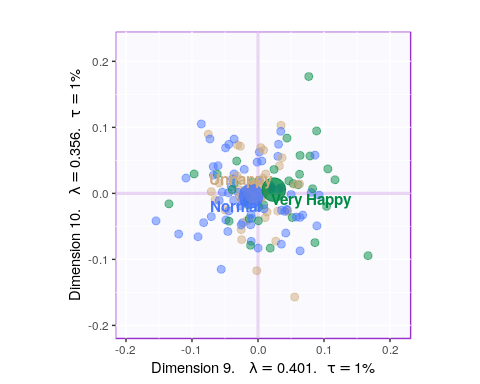 0.2
0.1
0.0
-0.1
-0.2
Dimension 10. λ = 0.356. τ = 1%
Unhappy
Very Happy
Normal
-0.2 -0.1 0.0 0.1 0.2
Dimension 9. λ = 0.401. τ = 1%